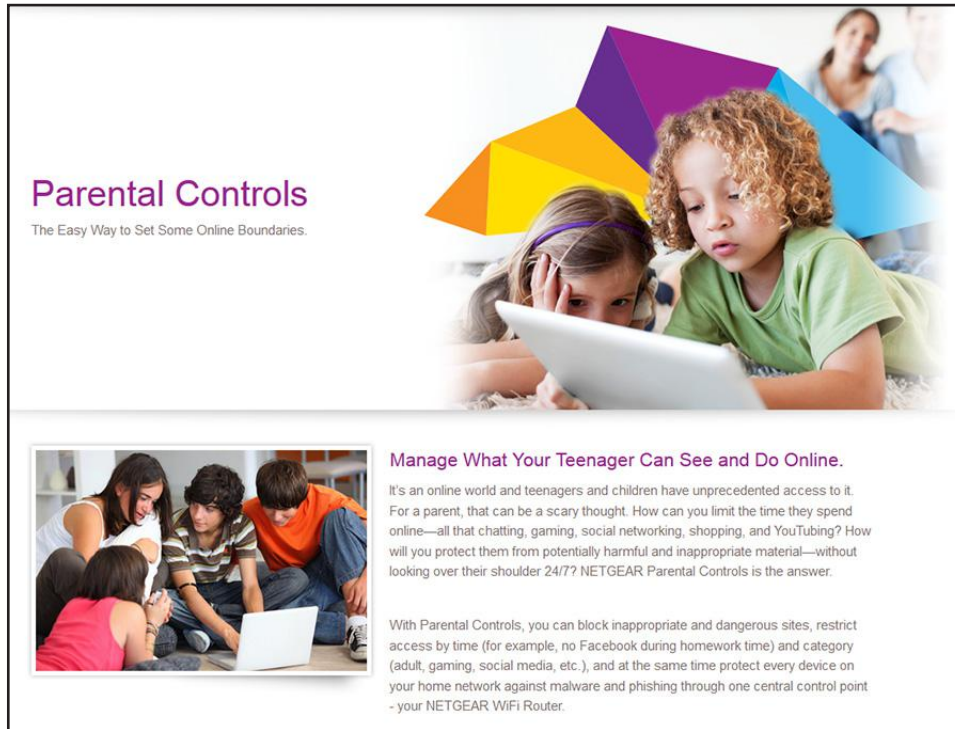 Parental Controls
The Easy Way to Set Some Online Boundaries.
Manage What Your Teenager Can See and Do Online.
It's an online world and teenagers and children have unprecedented access to it.
For a parent, that can be a scary thought. How can you limit the time they spend
online—all that chatting, gaming, social networking, shopping, and YouTubing? How
will you protect them from potentially harmful and inappropriate material—without
looking over their shoulder 24/7? NETGEAR Parental Controls is the answer.
With Parental Controls, you can block inappropriate and dangerous sites, restrict
access by time (for example, no Facebook during homework time) and category
(adult, gaming, social media, etc.), and at the same time protect every device on
your home network against malware and phishing through one central control point
- your NETGEAR WiFi Router.